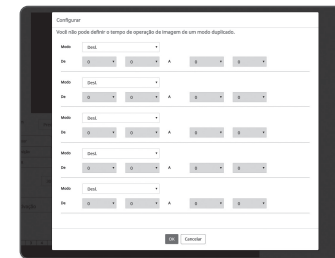 Configurar
Você não pode definir o tempo de operação de imagem de um modo duplicado.
Modo Desl.
De 0 0 A 0 0
Modo Desl.
De 0 0 A 0 0
Modo Desl.
De 0 0 A 0 0
Modo Desl.
De 0 0 A 0 0
Modo Desl.
De 0 0 A 0 0
OK Cancelar